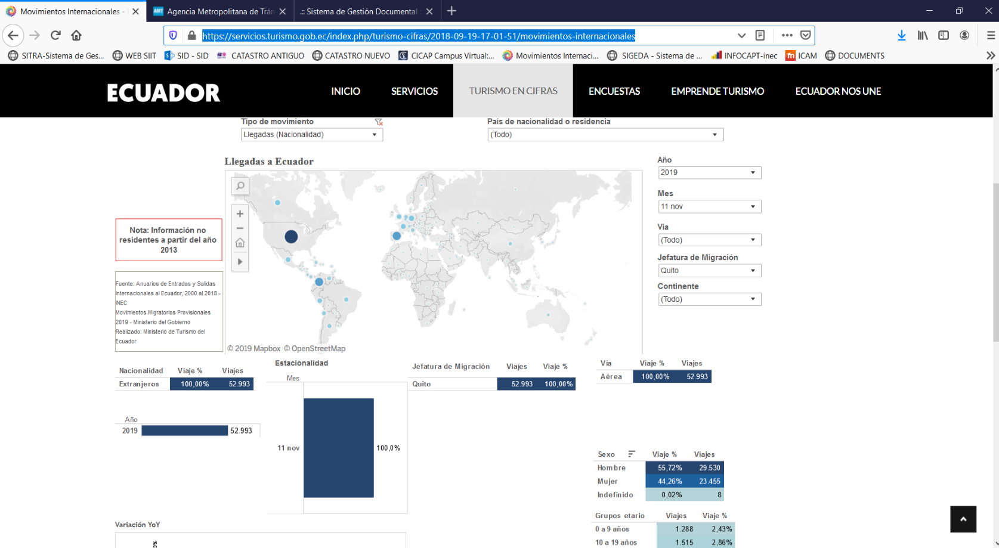 Movimientos Internacionales -
AMT Agencia Metropolitana de Trán
.:: Sistema de Gestión Documental :
https://servicios.turismo.gob.ec/index.php/turismo-cifras/2018-09-19-17-01-51/movimientos-internacionales
SITRA-Sistema de Ges...
WEB SIIT
SID - SID
CATASTRO ANTIGUO
CATASTRO NUEVO
CICAP Campus Virtual:...
Movimientos Internaci...
SIGEDA - Sistema de ...
INFOCAPT-inec
ICAM
DOCUMENTS
ECUADOR
INICIO
SERVICIOS
TURISMO EN CIFRAS
ENCUESTAS
EMPRENDE TURISMO
ECUADOR NOS UNE
Tipo de movimiento
Llegadas (Nacionalidad)
País de nacionalidad o residencia
(Todo)
Llegadas a Ecuador
Año
2019
Mes
11 nov
Vía
(Todo)
Jefatura de Migración
Quito
Continente
(Todo)
Nota: Información no
residentes a partir del año
2013
Fuente: Anuarios de Entradas y Salidas
Internacionales al Ecuador, 2000 al 2018 -
INEC
Movimientos Migratorios Provisionales
2019 - Ministerio del Gobierno
Realizado: Ministerio de Turismo del
Ecuador
© 2019 Mapbox © OpenStreetMap
Nacionalidad Viaje % Viajes
Extranjeros 100,00% 52.993
Año
2019 52.993
Estacionalidad
Mes
11 nov 100,0%
Jefatura de Migración Viajes Viaje %
Quito 52.993 100,00%
Vía Viaje % Viajes
Aérea 100,00% 52.993
Sexo Viaje % Viajes
Hombre 55,72% 29.530
Mujer 44,26% 23.455
Indefinido 0,02% 8
Grupos etario Viajes Viaje %
0 a 9 años 1.288 2,43%
10 a 19 años 1.515 2,86%
Variación YoY